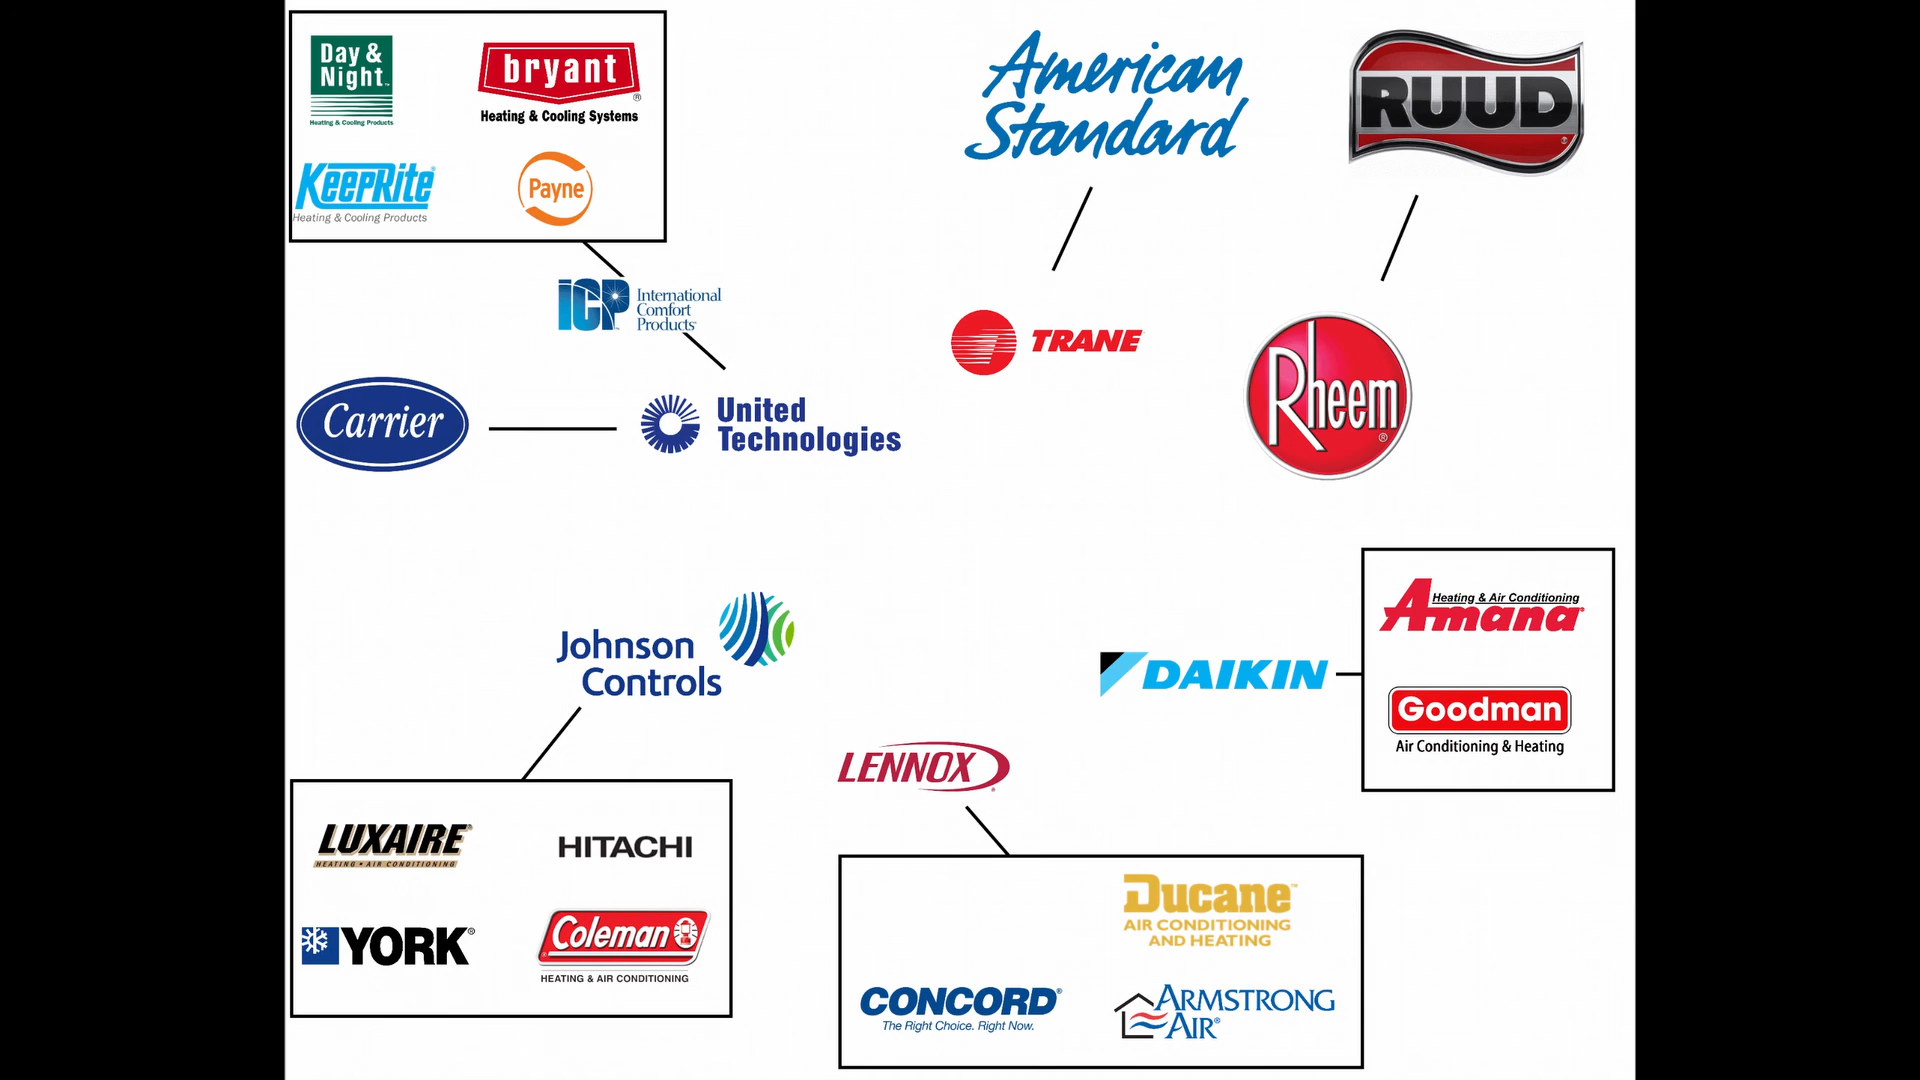 Day &
Night™
Heating & Cooling Products
bryant
®
Heating & Cooling Systems
KeepRite®
Heating & Cooling Products
Payne
ICP
International
Comfort
Products
Carrier
United
Technologies
American
Standard
TRANE
RUUD
®
Rheem
®
Johnson
Controls
LUXAIRE®
HEATING • AIR CONDITIONING
HITACHI
YORK®
Coleman
®
HEATING & AIR CONDITIONING
LENNOX
®
Ducane™
AIR CONDITIONING
AND HEATING
CONCORD®
The Right Choice. Right Now.
ARMSTRONG
AIR®
DAIKIN
Heating & Air Conditioning
Amana®
Goodman
Air Conditioning & Heating